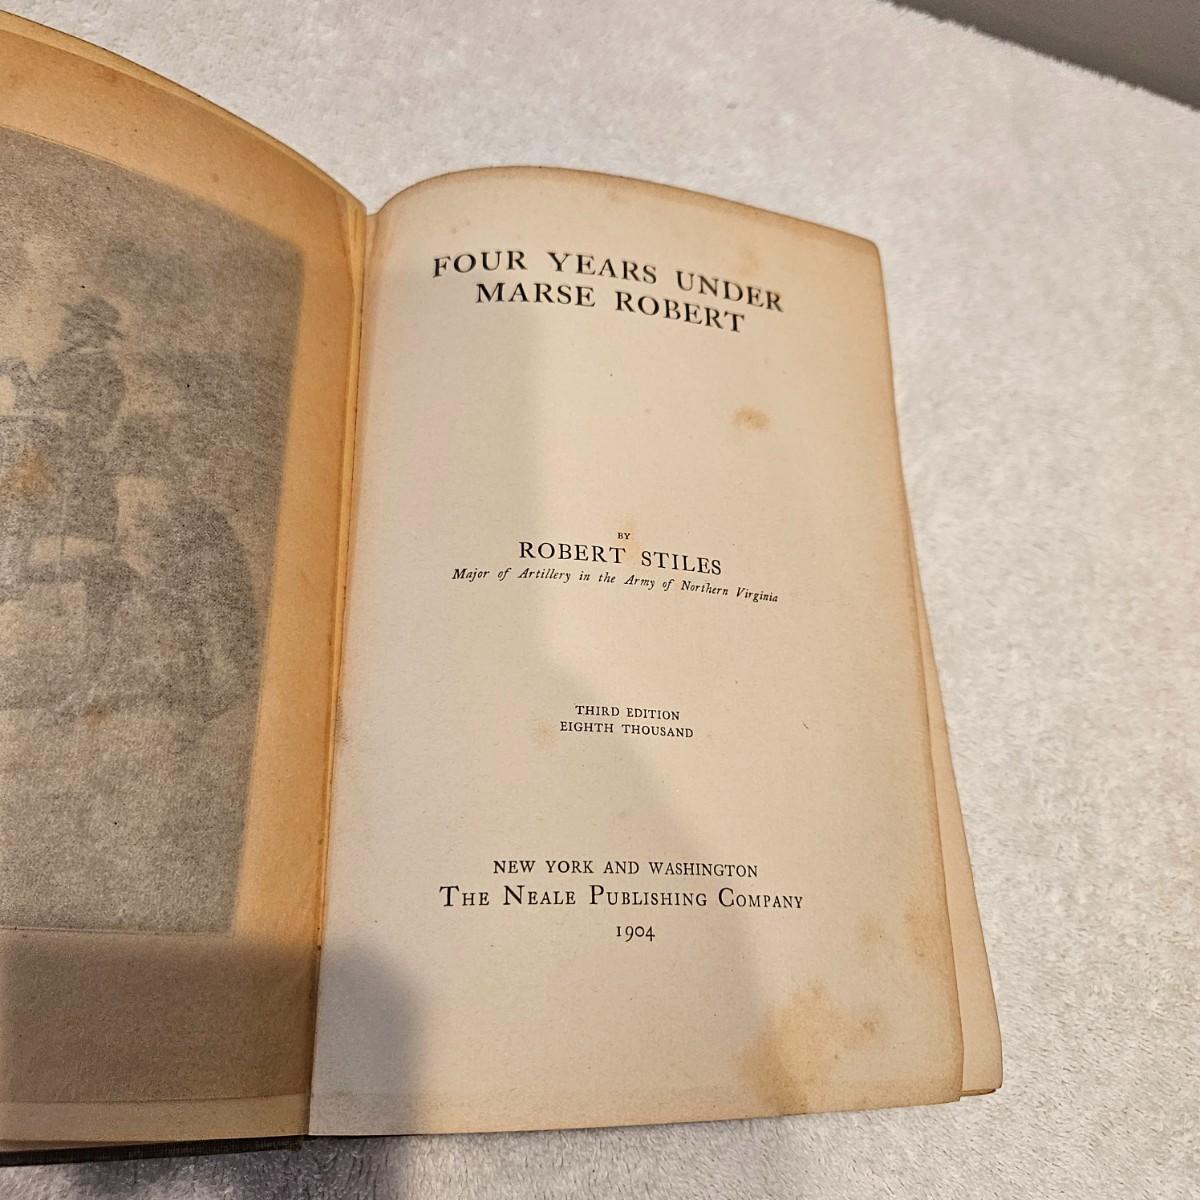 FOUR YEARS UNDER
MARSE ROBERT
BY
ROBERT STILES
Major of Artillery in the Army of Northern Virginia
THIRD EDITION
EIGHTH THOUSAND
NEW YORK AND WASHINGTON
THE NEALE PUBLISHING COMPANY
1904